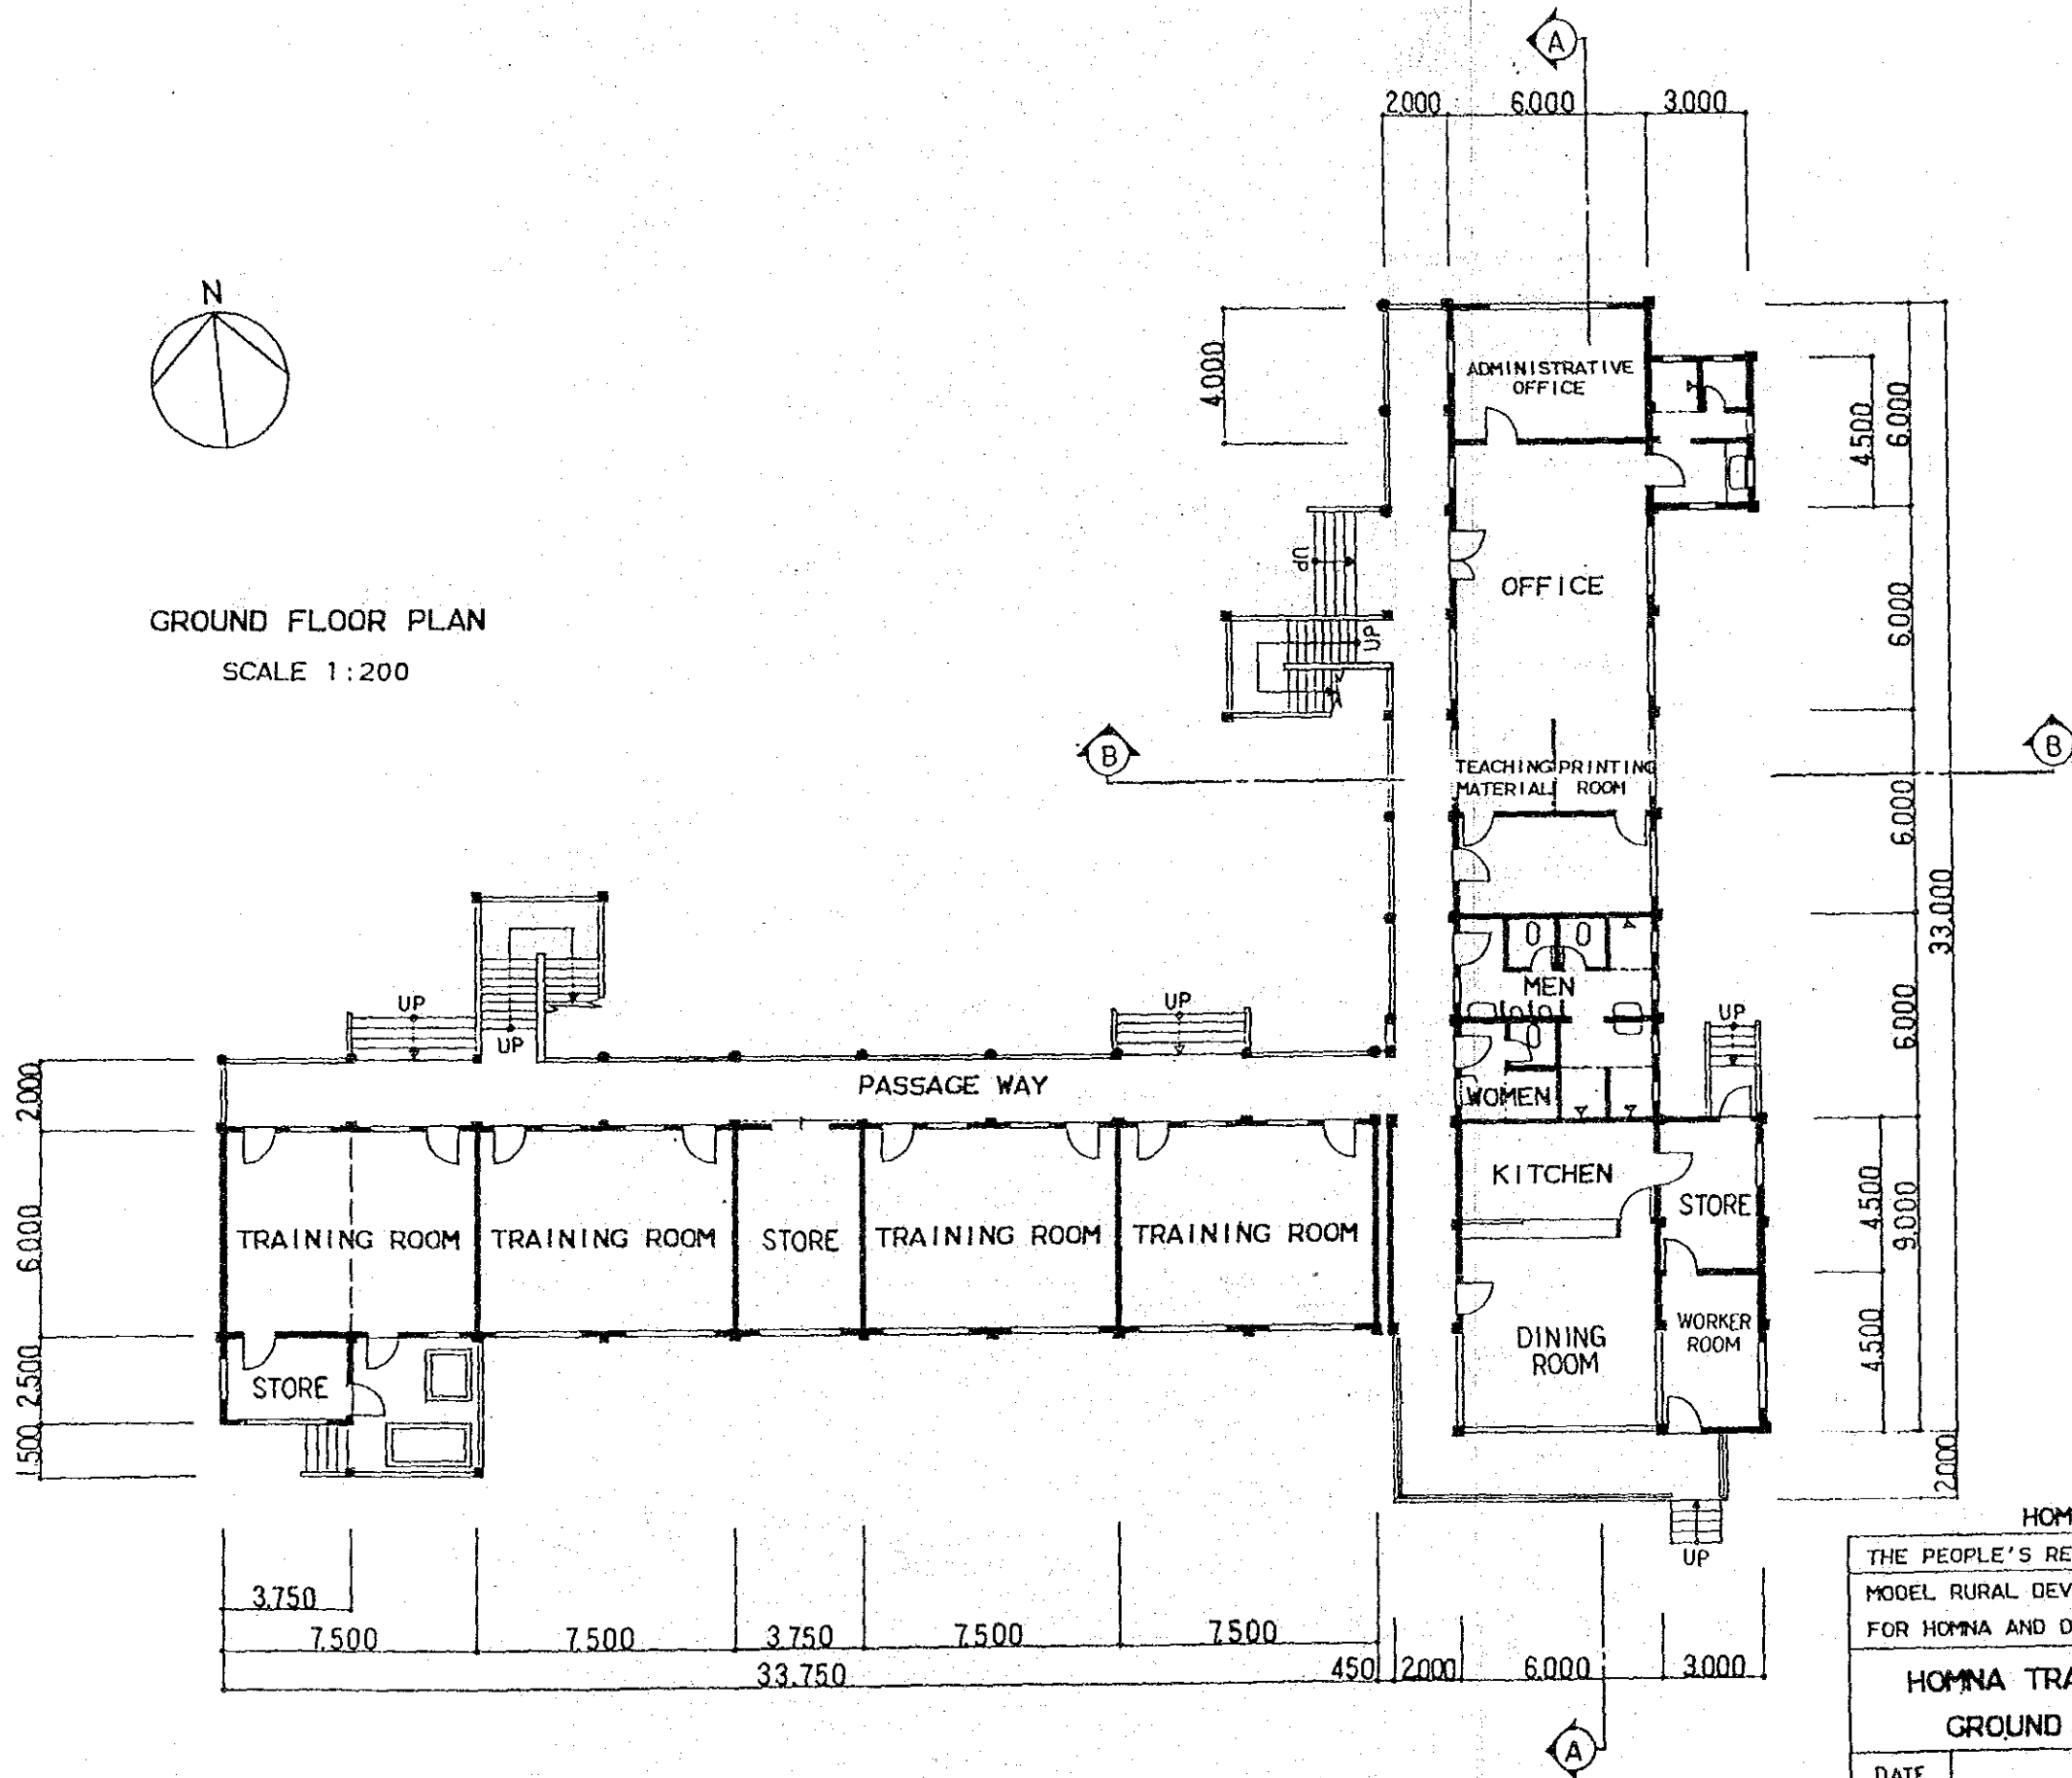 A
2.000 6.000 3.000
N
4.000
ADMINISTRATIVE
OFFICE
4.500
6.000
GROUND FLOOR PLAN
SCALE 1:200
UP
OFFICE
UP
6.000
B
B
TEACHING
MATERIAL
PRINTING
ROOM
6.000
33.000
MEN
6.000
UP
UP
UP
UP
PASSAGE WAY
WOMEN
2.000
KITCHEN
STORE
4.500
9.000
6.000
TRAINING ROOM
TRAINING ROOM
STORE
TRAINING ROOM
TRAINING ROOM
DINING
ROOM
WORKER
ROOM
4.500
2.500
STORE
1.500
2.000
UP
3.750
7.500 7.500 3.750 7.500 7.500
33.750 450 2.000 6.000 3.000
A
HOM
THE PEOPLE'S RE
MODEL RURAL DEV
FOR HOMNA AND D
HOMNA TRA
GROUND
DATE